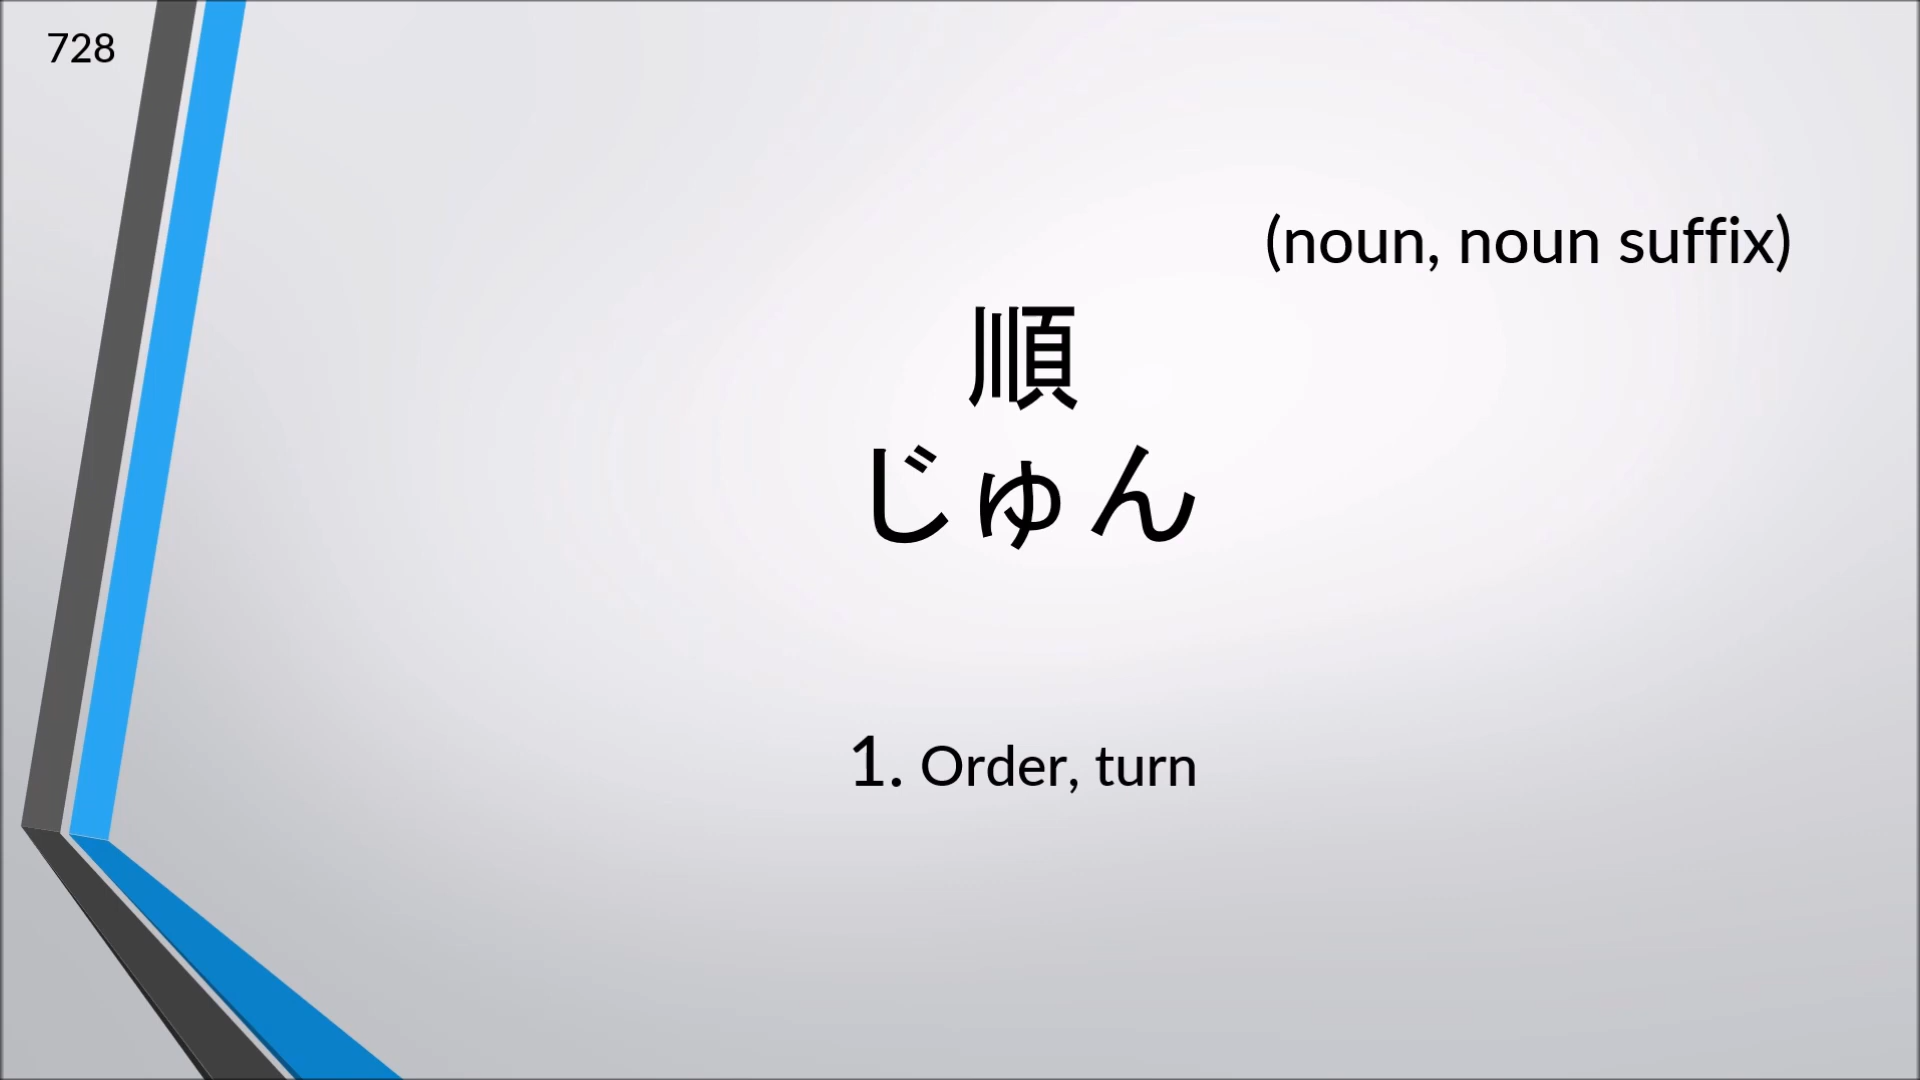 728
(noun, noun suffix)
順
じゅん
1. Order, turn